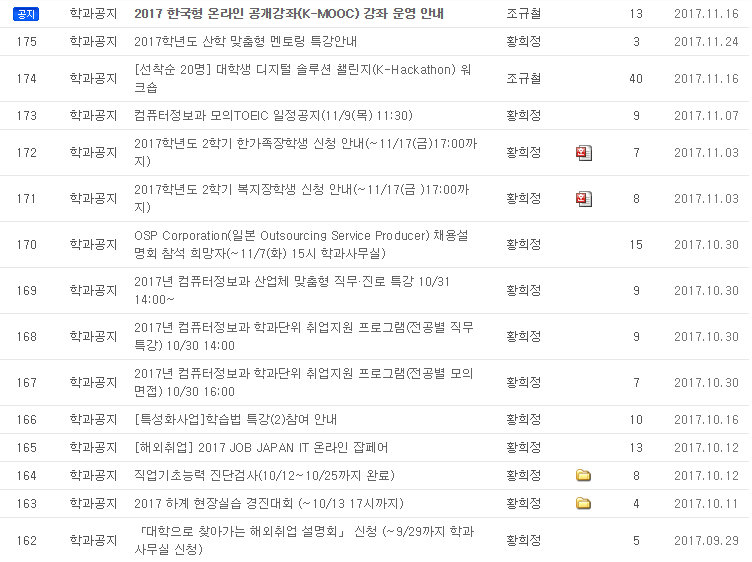 공지 학과공지 2017 한국형 온라인 공개강좌(K-MOOC) 강좌 운영 안내 조규철 13 2017.11.16
175 학과공지 2017학년도 산학 맞춤형 멘토링 특강안내 황희정 3 2017.11.24
174 학과공지 [선착순 20명] 대학생 디지털 솔루션 챌린지(K-Hackathon) 워 조규철 40 2017.11.16
크숍
173 학과공지 컴퓨터정보과 모의TOEIC 일정공지(11/9(목) 11:30) 황희정 9 2017.11.07
172 학과공지 2017학년도 2학기 한가족장학생 신청 안내(~11/17(금)17:00까 황희정 7 2017.11.03
지)
171 학과공지 2017학년도 2학기 복지장학생 신청 안내(~11/17(금 )17:00까 황희정 8 2017.11.03
지)
170 학과공지 OSP Corporation(일본 Outsourcing Service Producer) 채용설 황희정 15 2017.10.30
명회 참석 희망자(~11/7(화) 15시 학과사무실)
169 학과공지 2017년 컴퓨터정보과 산업체 맞춤형 직무·진로 특강 10/31 황희정 9 2017.10.30
14:00~
168 학과공지 2017년 컴퓨터정보과 학과단위 취업지원 프로그램(전공별 직무 황희정 9 2017.10.30
특강) 10/30 14:00
167 학과공지 2017년 컴퓨터정보과 학과단위 취업지원 프로그램(전공별 모의 황희정 7 2017.10.30
면접) 10/30 16:00
166 학과공지 [특성화사업]학습법 특강(2)참여 안내 황희정 10 2017.10.16
165 학과공지 [해외취업] 2017 JOB JAPAN IT 온라인 잡페어 황희정 13 2017.10.12
164 학과공지 직업기초능력 진단검사(10/12~10/25까지 완료) 황희정 8 2017.10.12
163 학과공지 2017 하계 현장실습 경진대회 (~10/13 17시까지) 황희정 4 2017.10.11
162 학과공지 「대학으로 찾아가는 해외취업 설명회」 신청 (~9/29까지 학과 황희정 5 2017.09.29
사무실 신청)